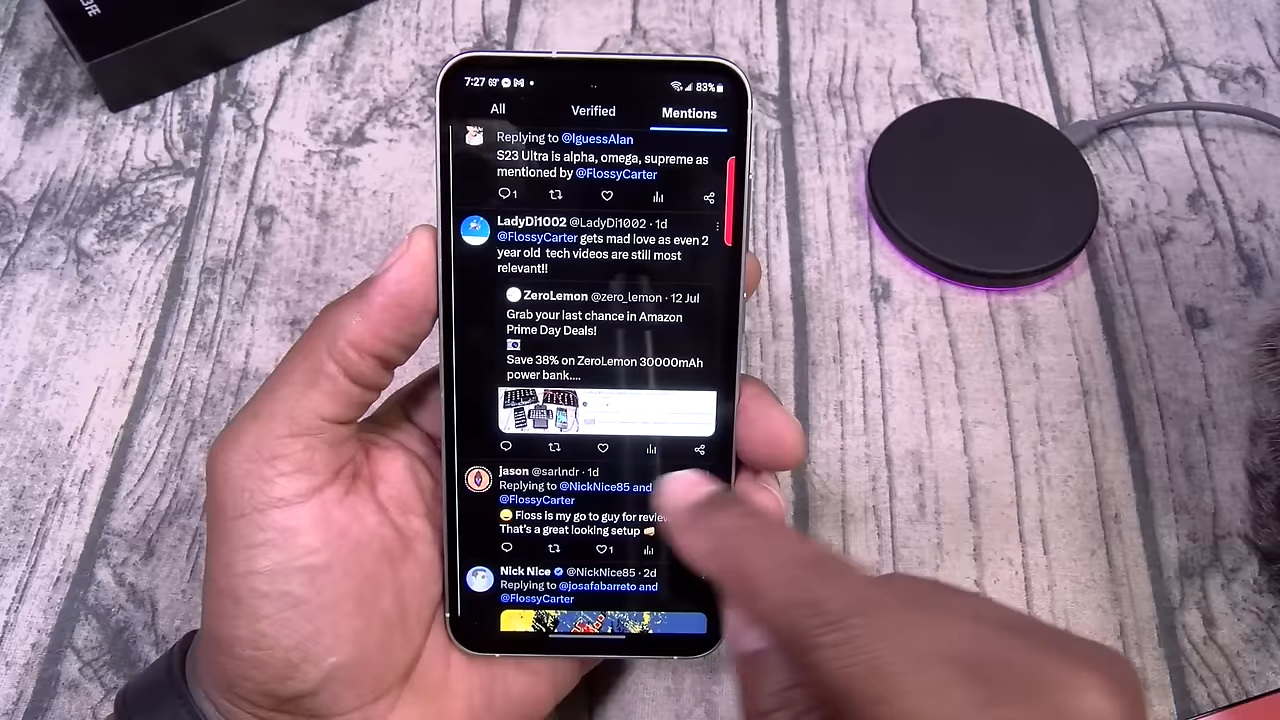 3FE
7:27 69°
83%
All Verified Mentions
Replying to @IguessAlan
S23 Ultra is alpha, omega, supreme as
mentioned by @FlossyCarter
1
LadyDi1002 @LadyDi1002 · 1d
@FlossyCarter gets mad love as even 2
year old tech videos are still most
relevant!!
ZeroLemon @zero_lemon · 12 Jul
Grab your last chance in Amazon
Prime Day Deals!
Save 38% on ZeroLemon 30000mAh
power bank....
jason @sarlndr · 1d
Replying to @NickNice85 and
@FlossyCarter
😄 Floss is my go to guy for
That's a great looking setup 👊
1
Nick Nice @NickNice85 · 2d
Replying to @josafabarreto and
@FlossyCarter